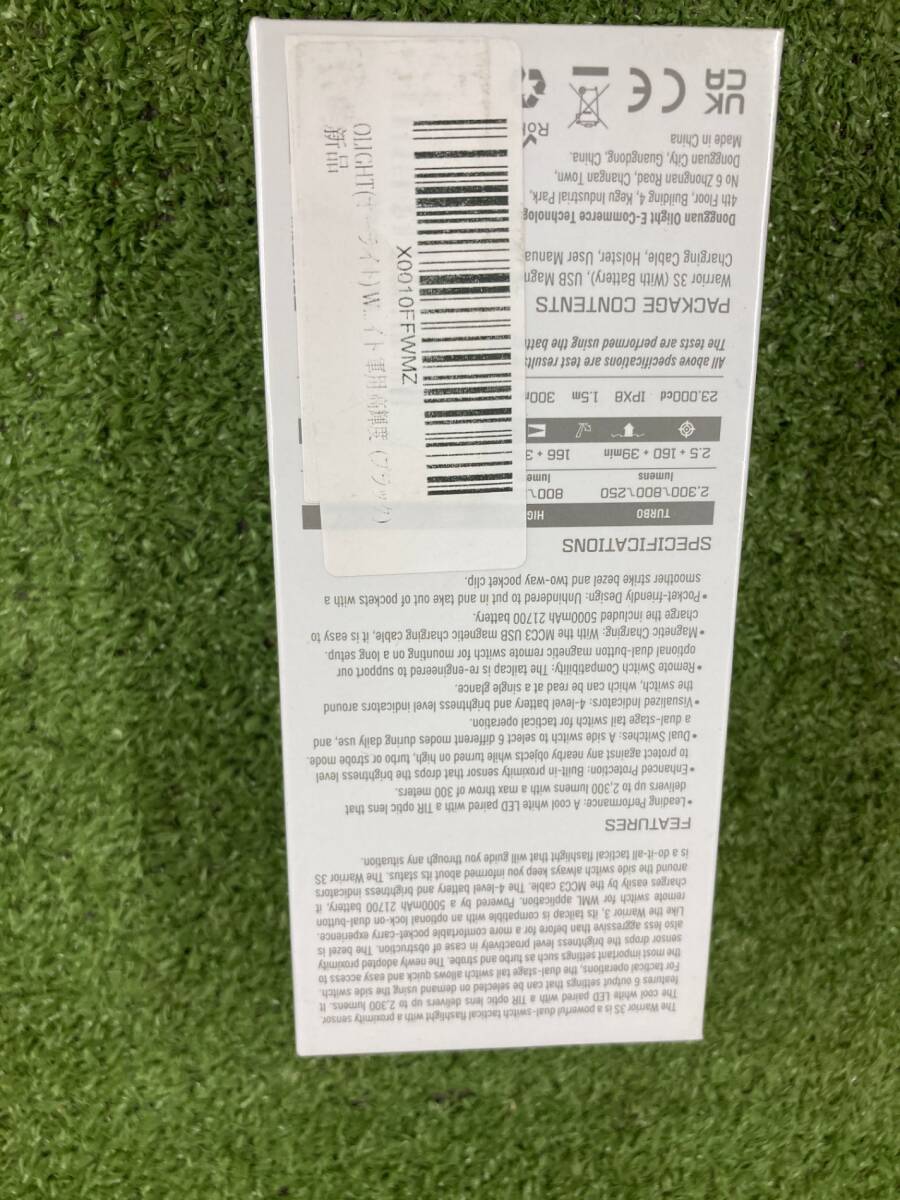 The Warrior 3S is a powerful dual-switch tactical flashlight with a proximity sensor.
The cool white LED paired with a TIR optic lens delivers up to 2,300 lumens. It
features 6 output settings that can be selected on demand using the side switch.
For tactical operations, the dual-stage tail switch allows quick and easy access to
the most important settings such as turbo and strobe. The newly adopted proximity
sensor drops the brightness level proactively in case of obstruction. The bezel is
also less aggressive than before for a more comfortable pocket-carry experience.
Like the Warrior 3, its tailcap is compatible with an optional lock-on dual-button
remote switch for WML application. Powered by a 5000mAh 21700 battery, it
charges easily by the MCC3 cable. The 4-level battery and brightness indicators
around the side switch always keep you informed about its status. The Warrior 3S
is a do-it-all tactical flashlight that will guide you through any situation.
FEATURES
•Leading Performance: A cool white LED paired with a TIR optic lens that
delivers up to 2,300 lumens with a max throw of 300 meters.
•Enhanced Protection: Built-in proximity sensor that drops the brightness level
to protect against any nearby objects while turned on high, turbo or strobe mode.
•Dual Switches: A side switch to select 6 different modes during daily use, and
a dual-stage tail switch for tactical operation.
•Visualized Indicators: 4-level battery and brightness level indicators around
the switch, which can be read at a single glance.
•Remote Switch Compatibility: The tailcap is re-engineered to support our
optional dual-button magnetic remote switch for mounting on a long setup.
•Magnetic Charging: With the MCC3 USB magnetic charging cable, it is easy to
charge the included 5000mAh 21700 battery.
•Pocket-friendly Design: Unhindered to put in and take out of pockets with a
smoother strike bezel and two-way pocket clip.
SPECIFICATIONS
TURBO HIG
2,300~800~250 800~
lumens lume
2.5 + 160 + 39min 166 + 3
23,000cd IPX8 1.5m 300
All above specifications are test results
The tests are performed using the batt
PACKAGE CONTENTS
Warrior 3S (With Battery), USB Magn
Charging Cable, Holster, User Manua
Dongguan Olight E-Commerce Technolog
4th Floor, Building 4, Kegu Industrial Park,
No 6 Zhongnan Road, Changan Town,
Dongguan City, Guangdong, China.
Made in China
UK
CA
CE
RoH
X0010FFWMZ
OLIGHT(オーライト) W...イト 軍用 高輝度 (ブラック)
新品